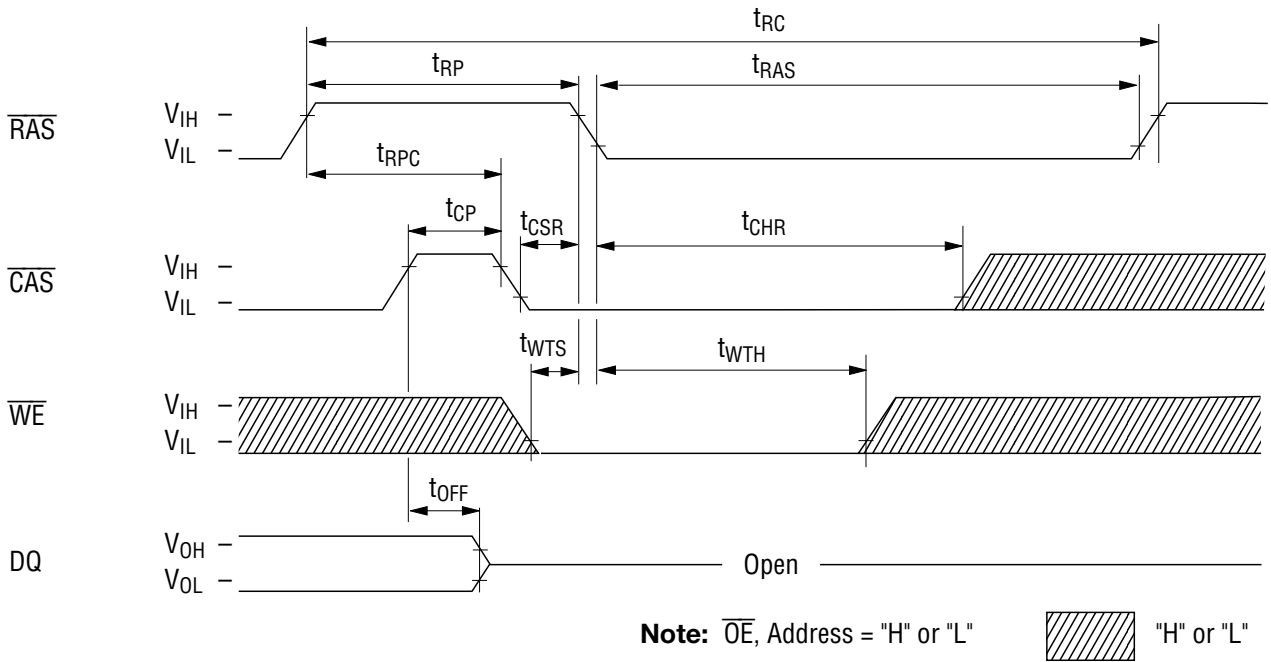 tRC
tRP
tRAS
RAS
VIH
VIL
tRPC
tCP
tCSR
tCHR
CAS
VIH
VIL
tWTS
tWTH
WE
VIH
VIL
tOFF
DQ
VOH
VOL
Open
Note: OE, Address = "H" or "L"
"H" or "L"